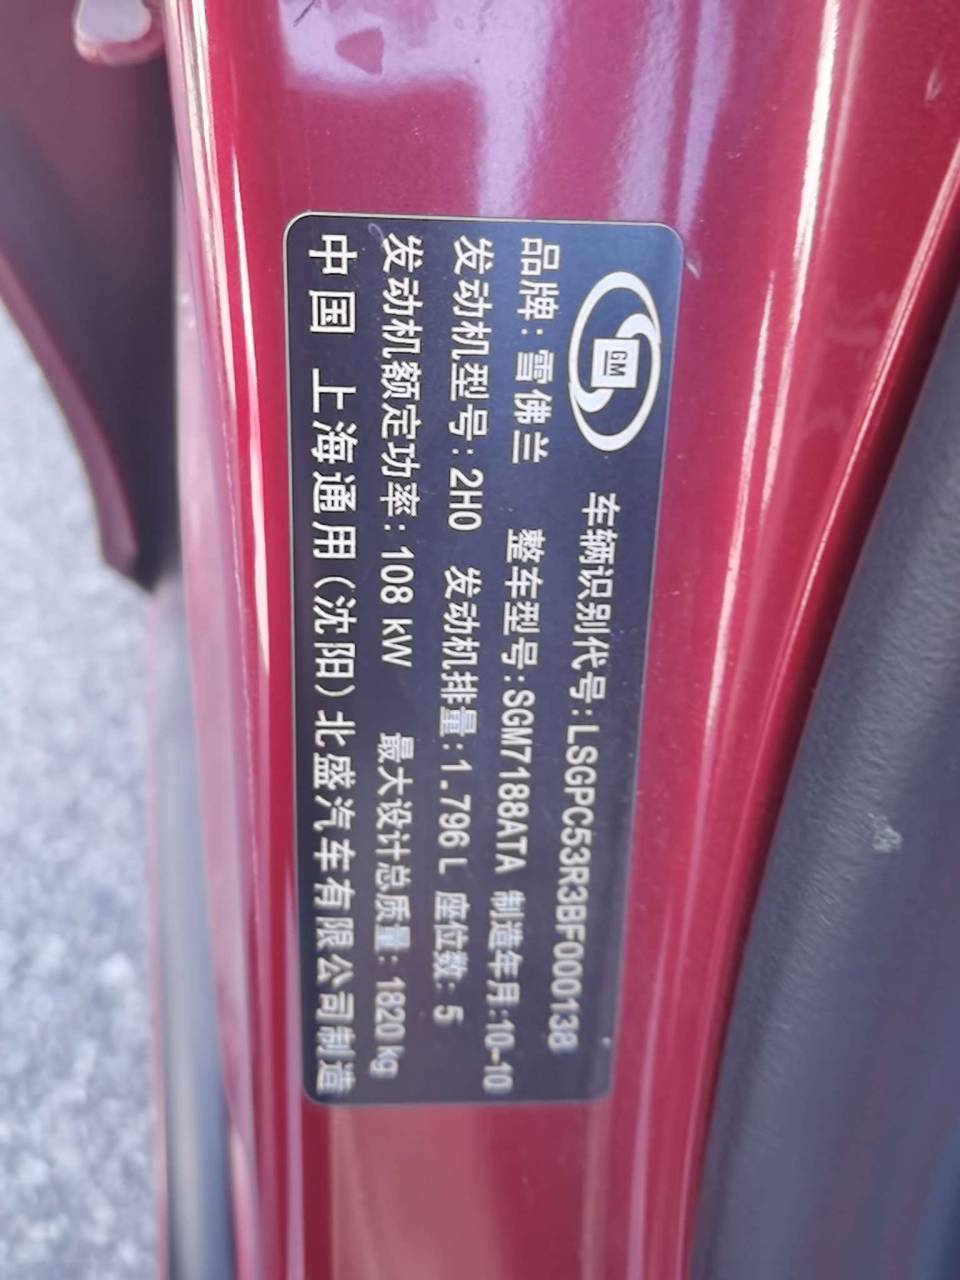 GM
车辆识别代号:LSGPC53R3BF000138
品牌:雪佛兰 整车型号:SGM7188ATA 制造年月:10-10
发动机型号:2H0 发动机排量:1.796 L 座位数:5
发动机额定功率:108 kW 最大设计总质量:1820 kg
中国 上海通用(沈阳)北盛汽车有限公司制造